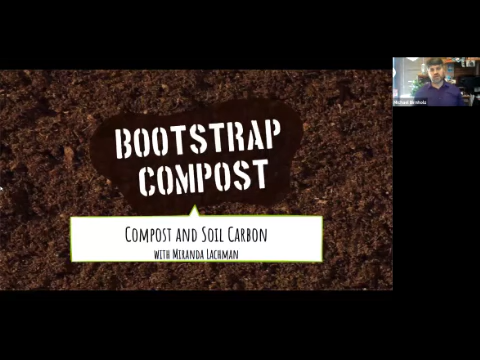 BOOTSTRAP
COMPOST
COMPOST AND SOIL CARBON
WITH MIRANDA LACHMAN